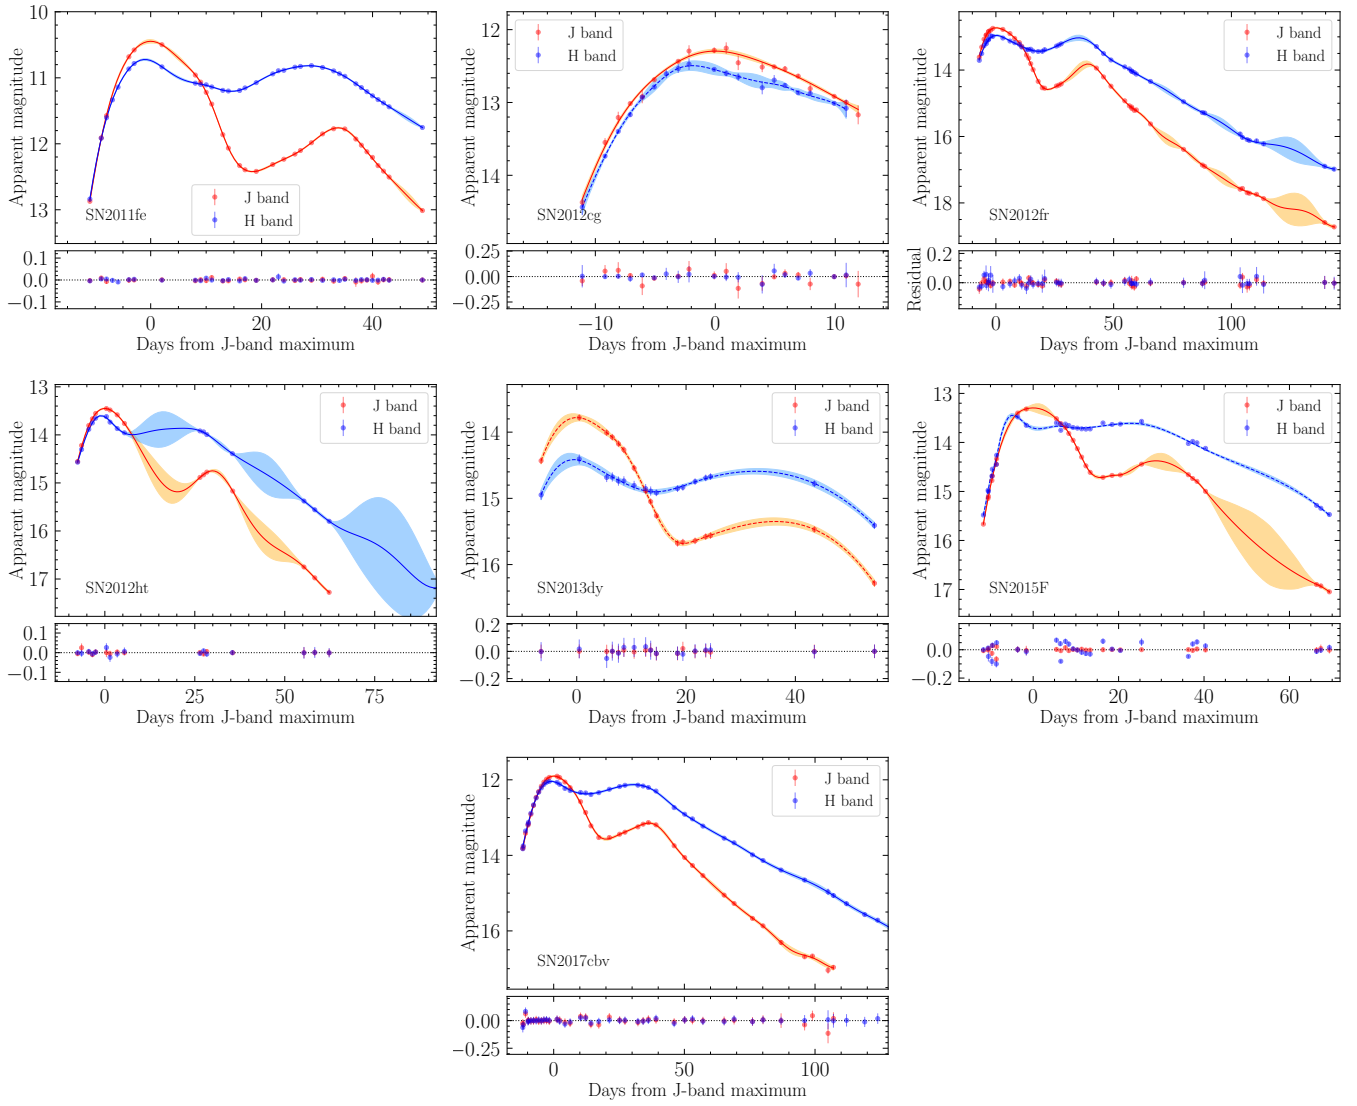 10
11
12
13
Apparent magnitude
SN2011fe
J band
H band
0.1
0.0
−0.1
0 20 40
Days from J-band maximum
12
13
14
Apparent magnitude
J band
H band
SN2012cg
0.25
0.00
−0.25
−10 0 10
Days from J-band maximum
14
16
18
Apparent magnitude
J band
H band
SN2012fr
0.2
0.0
Residual
0 50 100
Days from J-band maximum
13
14
15
16
17
Apparent magnitude
J band
H band
SN2012ht
0.1
0.0
−0.1
0 25 50 75
Days from J-band maximum
14
15
16
Apparent magnitude
J band
H band
SN2013dy
0.2
0.0
−0.2
0 20 40
Days from J-band maximum
13
14
15
16
17
Apparent magnitude
J band
H band
SN2015F
0.0
−0.2
0 20 40 60
Days from J-band maximum
12
14
16
Apparent magnitude
J band
H band
SN2017cbv
0.00
−0.25
0 50 100
Days from J-band maximum